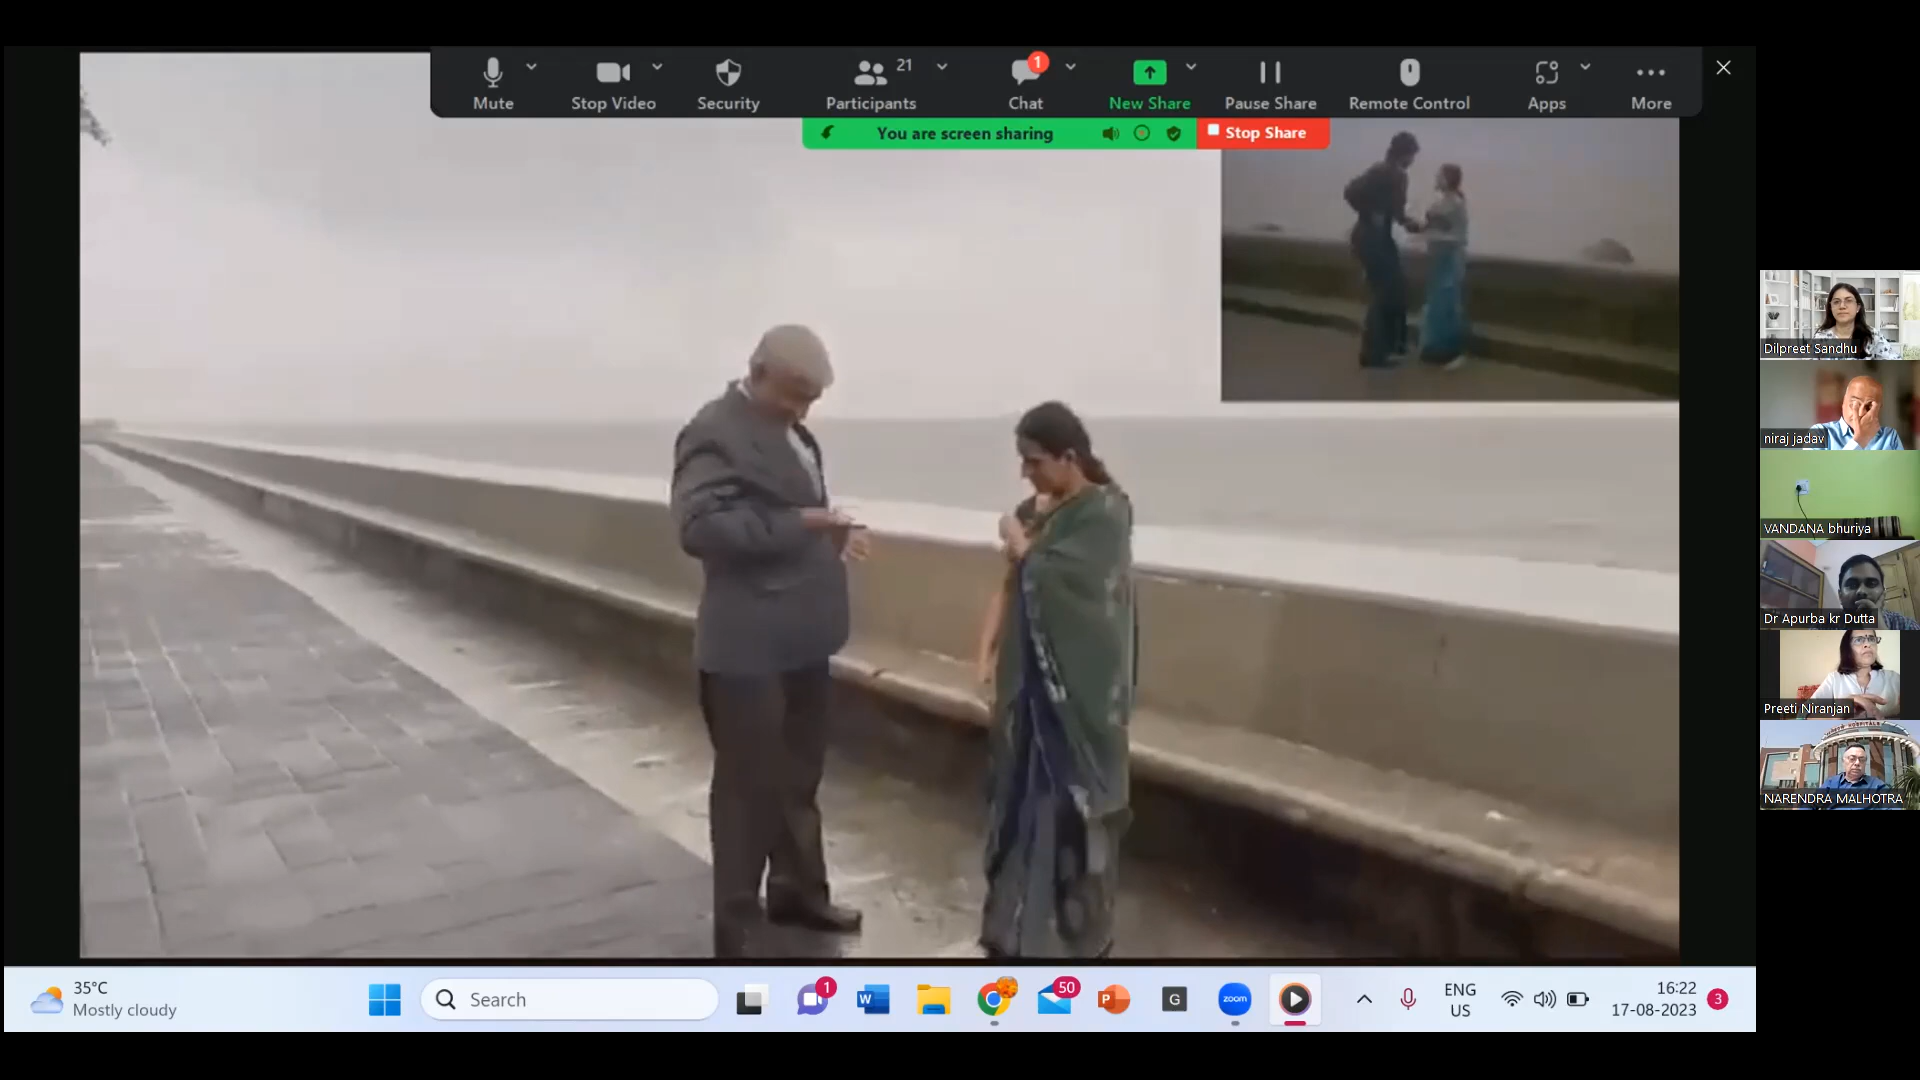 Mute
Stop Video
Security
21
Participants
1
Chat
New Share
Pause Share
Remote Control
Apps
More
You are screen sharing
Stop Share
Dilpreet Sandhu
niraj jadav
VANDANA bhuriya
Dr Apurba kr Dutta
Preeti Niranjan
HOSPITALS
NARENDRA MALHOTRA
35°C
Mostly cloudy
Search
1
W
50
P
G
zoom
ENG
US
16:22
17-08-2023
3